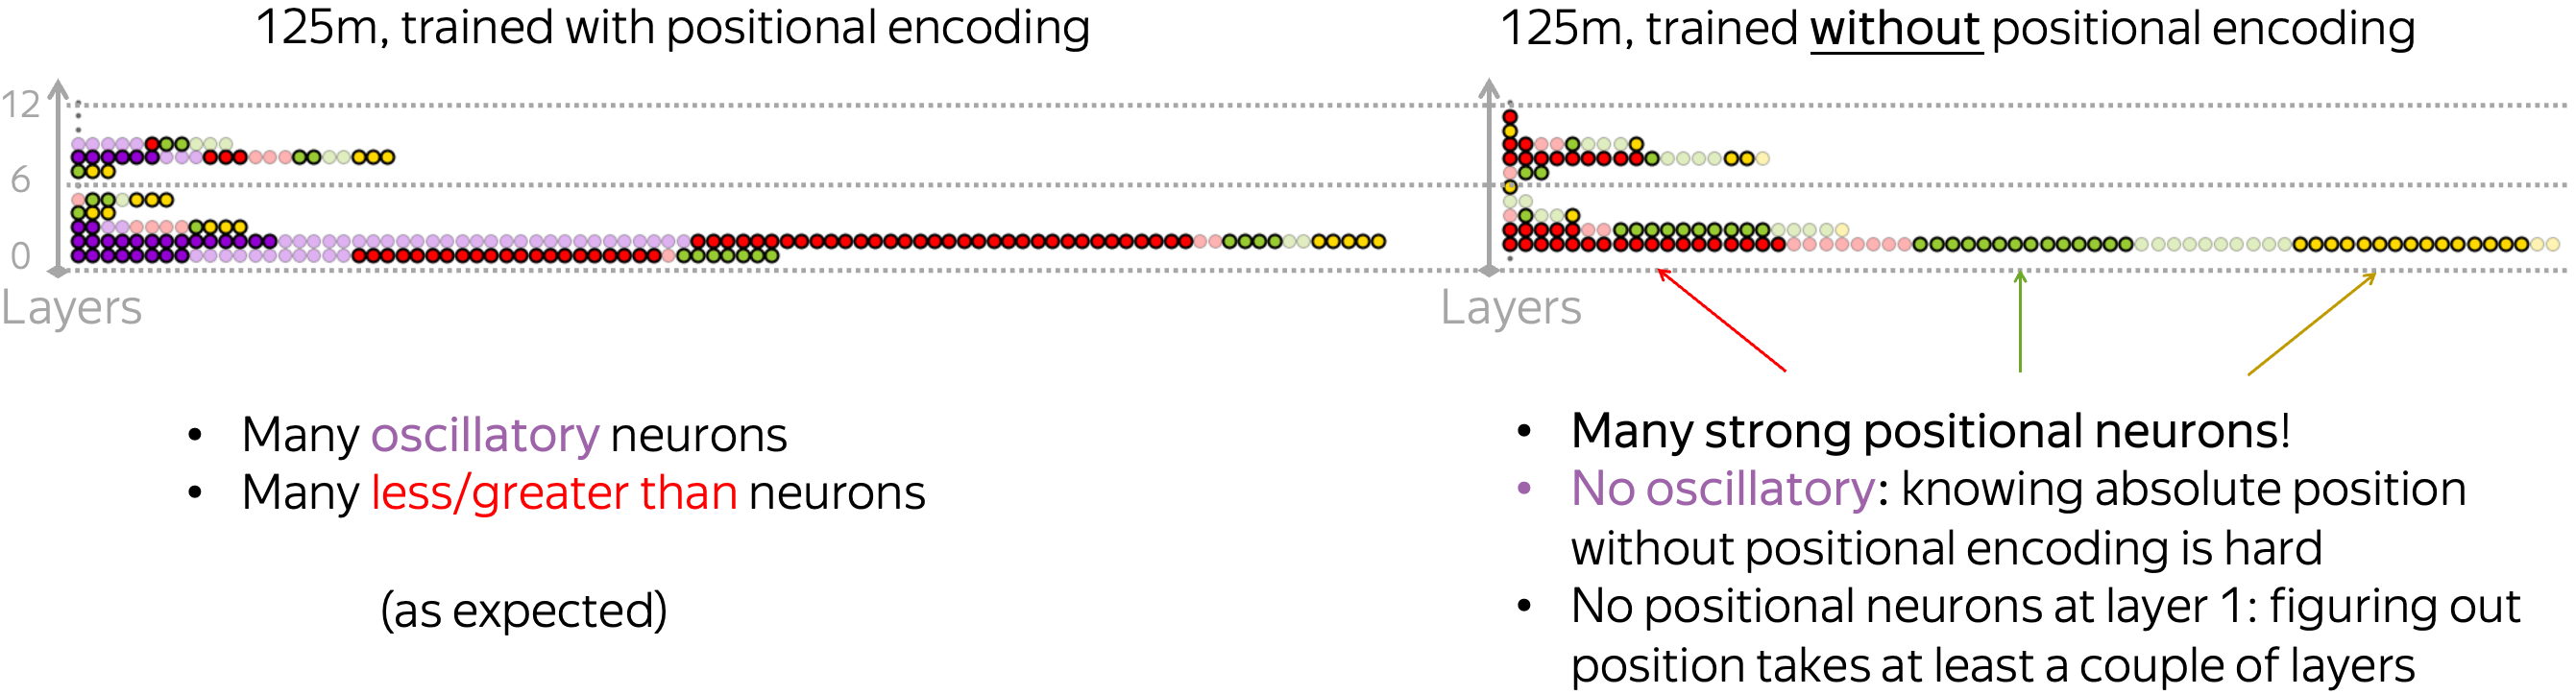 125m, trained with positional encoding
12
6
0
Layers
• Many oscillatory neurons
• Many less/greater than neurons
(as expected)
125m, trained without positional encoding
Layers
• Many strong positional neurons!
• No oscillatory: knowing absolute position
without positional encoding is hard
• No positional neurons at layer 1: figuring out
position takes at least a couple of layers